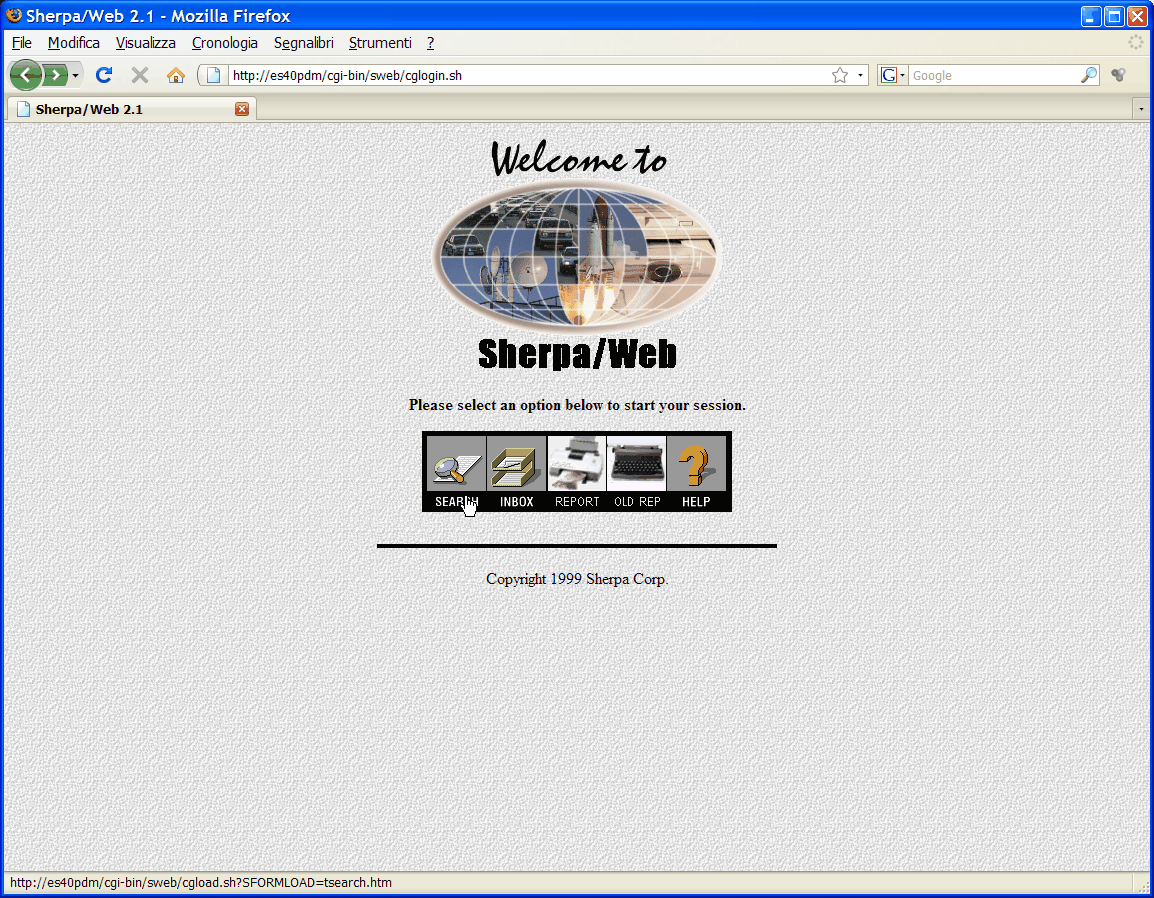 Sherpa/Web 2.1 - Mozilla Firefox
File Modifica Visualizza Cronologia Segnalibri Strumenti ?
http://es40pdm/cgi-bin/sweb/cglogin.sh G Google
Sherpa/Web 2.1
Welcome to
Sherpa/Web
Please select an option below to start your session.
SEARCH INBOX REPORT OLD REP HELP
Copyright 1999 Sherpa Corp.
http://es40pdm/cgi-bin/sweb/cgload.sh?SFORMLOAD=tsearch.htm